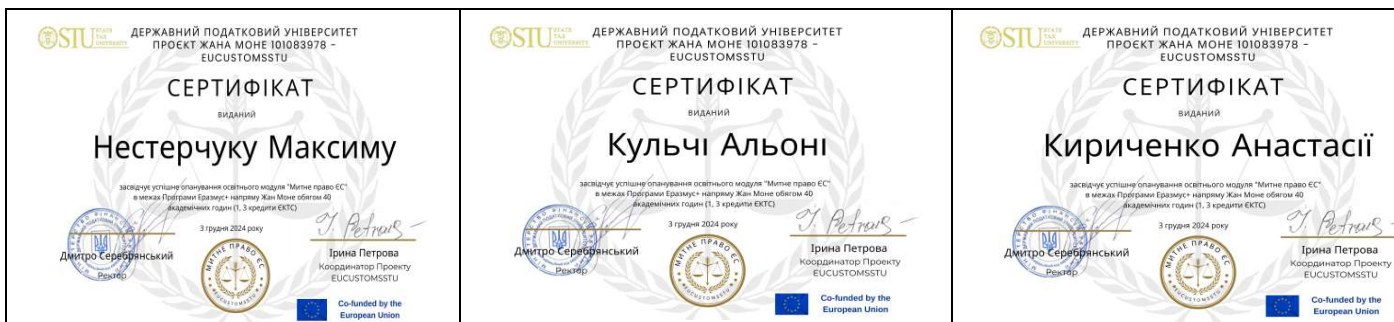 STU STATE TAX UNIVERSITY
ДЕРЖАВНИЙ ПОДАТКОВИЙ УНІВЕРСИТЕТ
ПРОЄКТ ЖАНА МОНЕ 101083978 –
EUCUSTOMSSTU
СЕРТИФІКАТ
ВИДАНИЙ
Нестерчуку Максиму
засвідчує успішне опанування освітнього модуля "Митне право ЄС"
в межах Програми Еразмус+ напряму Жан Моне обсягом 40
академічних годин (1, 3 кредити ЄКТС)
3 грудня 2024 року
Дмитро Серебрянський
Ректор
МИТНЕ ПРАВО ЄС
#EUCUSTOMSSTU
Ірина Петрова
Координатор Проекту
EUCUSTOMSSTU
Co-funded by the
European Union
STU STATE TAX UNIVERSITY
ДЕРЖАВНИЙ ПОДАТКОВИЙ УНІВЕРСИТЕТ
ПРОЄКТ ЖАНА МОНЕ 101083978 –
EUCUSTOMSSTU
СЕРТИФІКАТ
ВИДАНИЙ
Кульчі Альоні
засвідчує успішне опанування освітнього модуля "Митне право ЄС"
в межах Програми Еразмус+ напряму Жан Моне обсягом 40
академічних годин (1, 3 кредити ЄКТС)
3 грудня 2024 року
Дмитро Серебрянський
Ректор
МИТНЕ ПРАВО ЄС
#EUCUSTOMSSTU
Ірина Петрова
Координатор Проекту
EUCUSTOMSSTU
Co-funded by the
European Union
STU STATE TAX UNIVERSITY
ДЕРЖАВНИЙ ПОДАТКОВИЙ УНІВЕРСИТЕТ
ПРОЄКТ ЖАНА МОНЕ 101083978 –
EUCUSTOMSSTU
СЕРТИФІКАТ
ВИДАНИЙ
Кириченко Анастасії
засвідчує успішне опанування освітнього модуля "Митне право ЄС"
в межах Програми Еразмус+ напряму Жан Моне обсягом 40
академічних годин (1, 3 кредити ЄКТС)
3 грудня 2024 року
Дмитро Серебрянський
Ректор
МИТНЕ ПРАВО ЄС
#EUCUSTOMSSTU
Ірина Петрова
Координатор Проекту
EUCUSTOMSSTU
Co-funded by the
European Union